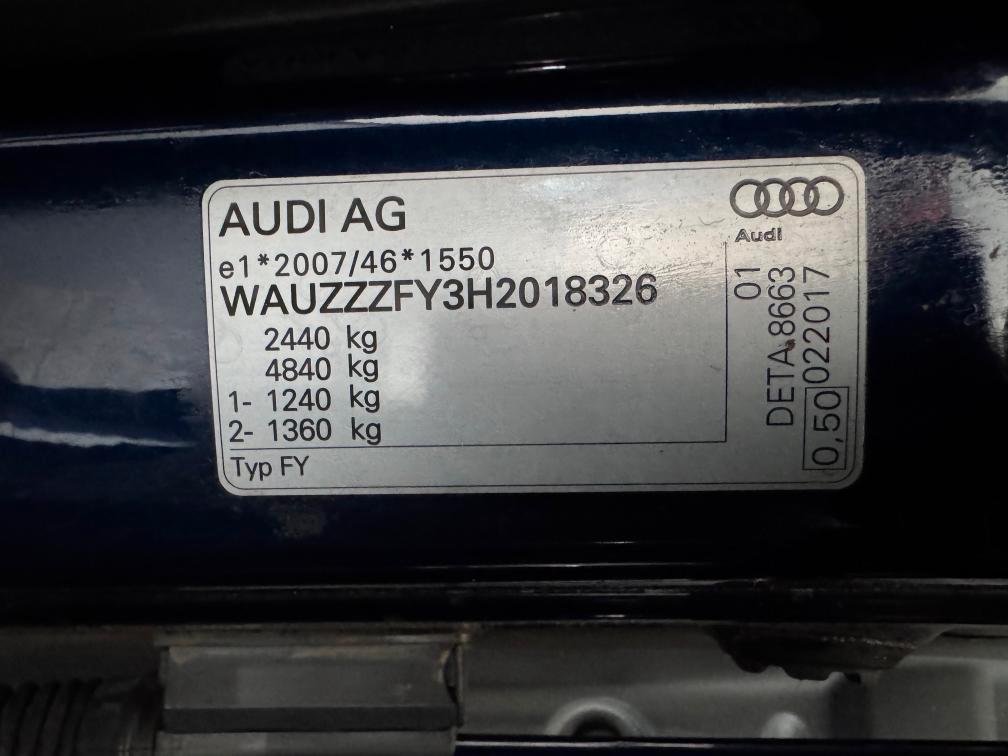 AUDI AG
e1*2007/46*1550
WAUZZZFY3H2018326
2440 kg
4840 kg
1- 1240 kg
2- 1360 kg
Typ FY
Audi
01
DETA 8663
0,50 022017